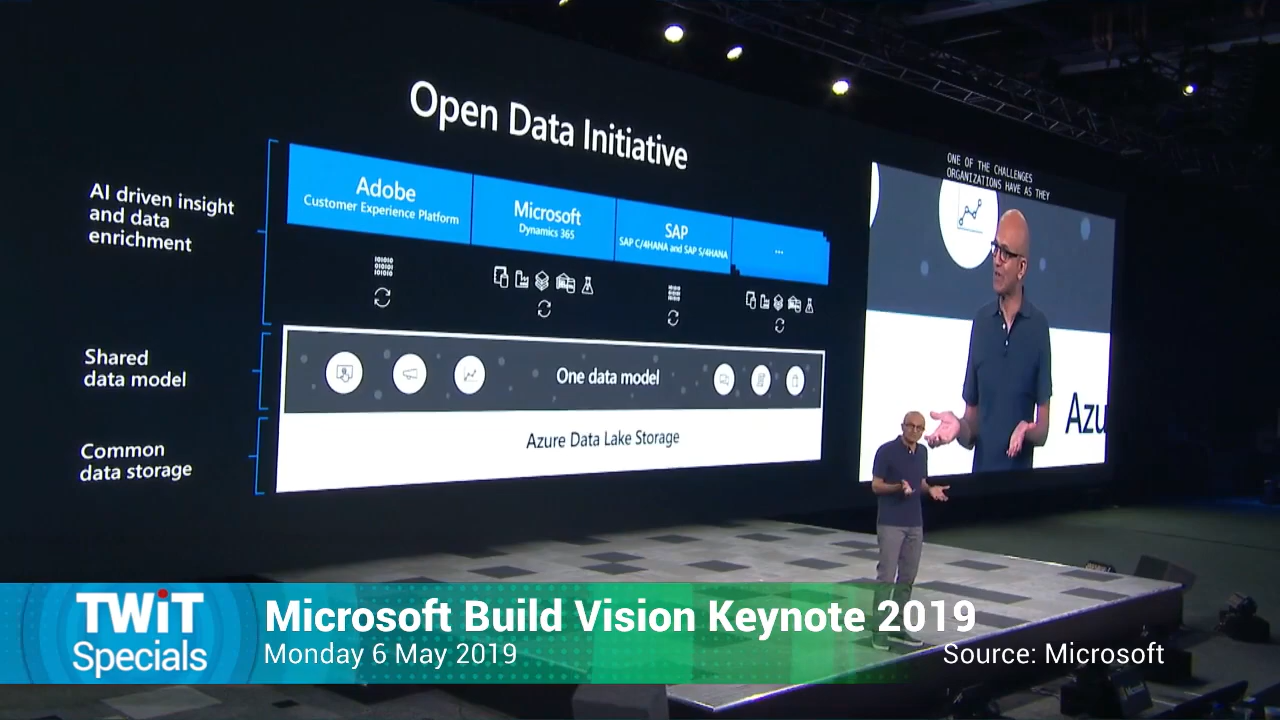 Open Data Initiative
AI driven insight
and data
enrichment
Adobe
Customer Experience Platform
Microsoft
Dynamics 365
SAP
SAP C/4HANA and SAP S/4HANA
...
Shared
data model
One data model
Common
data storage
Azure Data Lake Storage
ONE OF THE CHALLENGES
ORGANIZATIONS HAVE AS THEY
Azu
TWiT
Specials
Microsoft Build Vision Keynote 2019
Monday 6 May 2019
Source: Microsoft